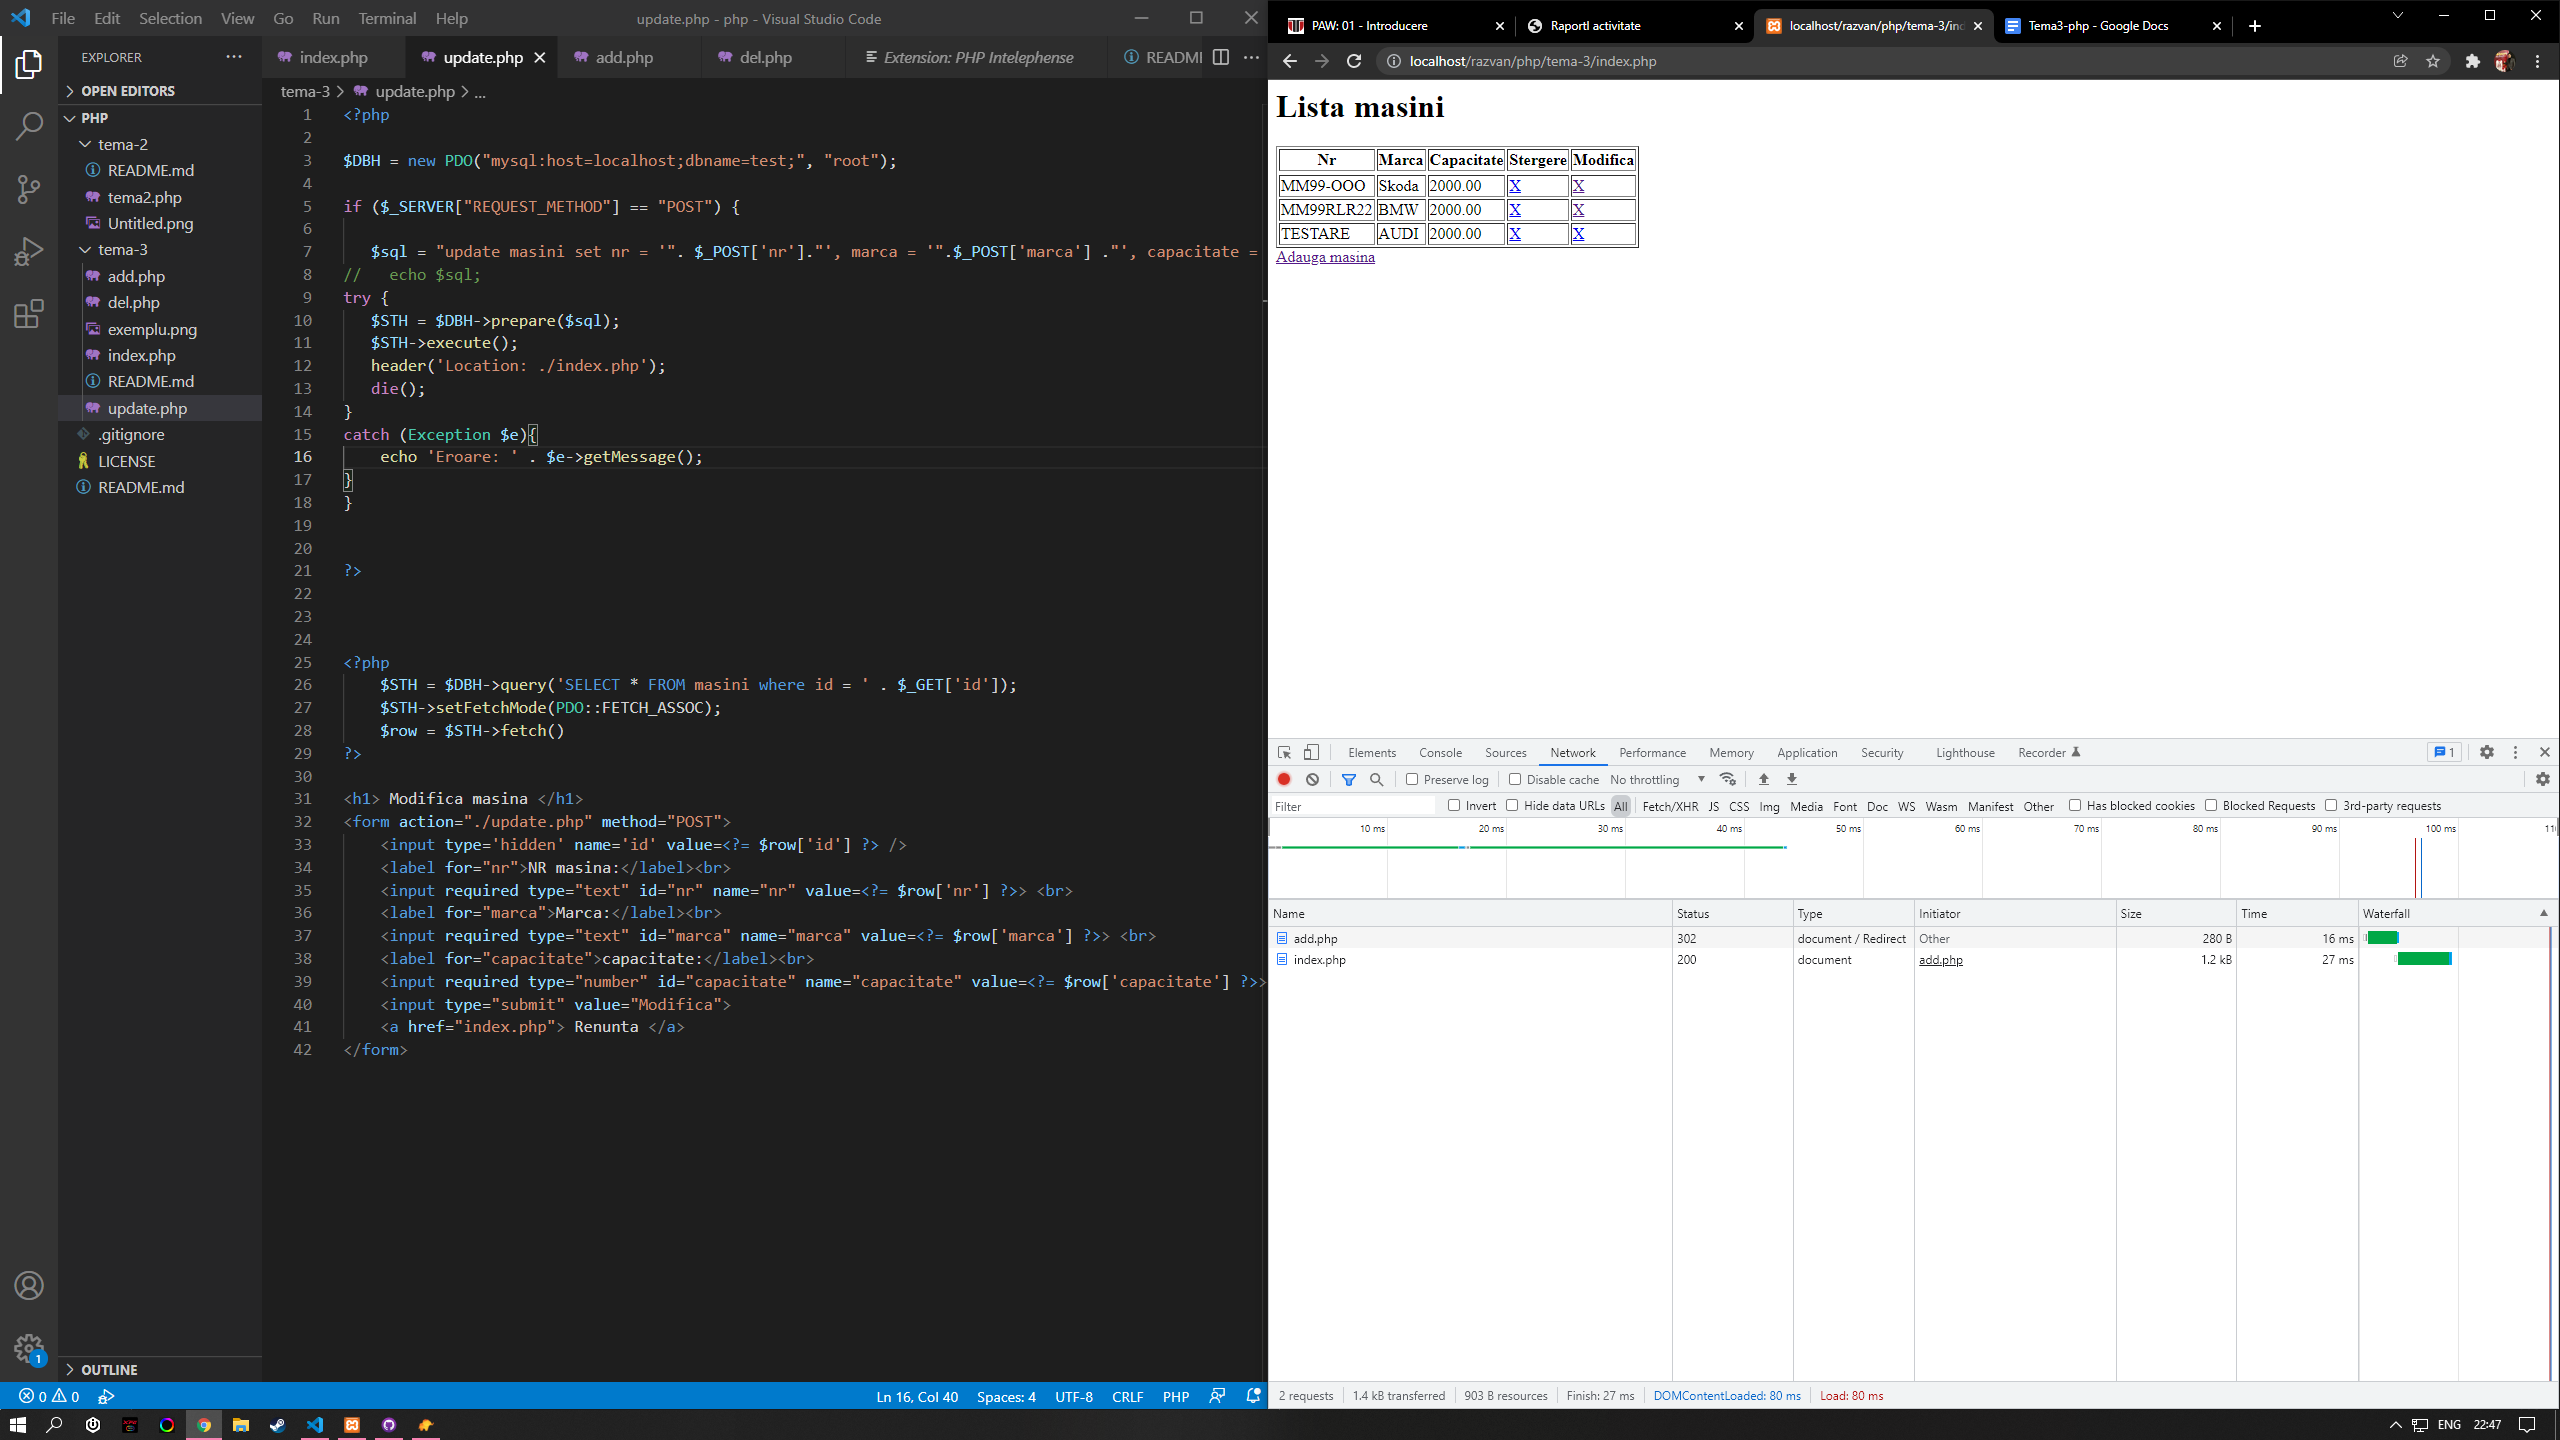 File Edit Selection View Go Run Terminal Help
update.php - php - Visual Studio Code
EXPLORER
OPEN EDITORS
PHP
tema-2
README.md
tema2.php
Untitled.png
tema-3
add.php
del.php
exemplu.png
index.php
README.md
update.php
.gitignore
LICENSE
README.md
OUTLINE
index.php update.php add.php del.php Extension: PHP Intelephense README
tema-3 > update.php > ...
1 <?php
2
3 $DBH = new PDO("mysql:host=localhost;dbname=test;", "root");
4
5 if ($_SERVER["REQUEST_METHOD"] == "POST") {
6
7 $sql = "update masini set nr = '". $_POST['nr']."', marca = '".$_POST['marca'] ."', capacitate =
8 // echo $sql;
9 try {
10 $STH = $DBH->prepare($sql);
11 $STH->execute();
12 header('Location: ./index.php');
13 die();
14 }
15 catch (Exception $e){
16 echo 'Eroare: ' . $e->getMessage();
17 }
18 }
19
20
21 ?>
22
23
24
25 <?php
26 $STH = $DBH->query('SELECT * FROM masini where id = ' . $_GET['id']);
27 $STH->setFetchMode(PDO::FETCH_ASSOC);
28 $row = $STH->fetch()
29 ?>
30
31 <h1> Modifica masina </h1>
32 <form action="./update.php" method="POST">
33 <input type='hidden' name='id' value=<?= $row['id'] ?> />
34 <label for="nr">NR masina:</label><br>
35 <input required type="text" id="nr" name="nr" value=<?= $row['nr'] ?>> <br>
36 <label for="marca">Marca:</label><br>
37 <input required type="text" id="marca" name="marca" value=<?= $row['marca'] ?>> <br>
38 <label for="capacitate">capacitate:</label><br>
39 <input required type="number" id="capacitate" name="capacitate" value=<?= $row['capacitate'] ?>>
40 <input type="submit" value="Modifica">
41 <a href="index.php"> Renunta </a>
42 </form>
1
0 0
Ln 16, Col 40 Spaces: 4 UTF-8 CRLF PHP
PAW: 01 - Introducere
Raportl activitate
localhost/razvan/php/tema-3/ind
Tema3-php - Google Docs
localhost/razvan/php/tema-3/index.php
Lista masini
Nr Marca Capacitate Stergere Modifica
MM99-OOO Skoda 2000.00 X X
MM99RLR22 BMW 2000.00 X X
TESTARE AUDI 2000.00 X X
Adauga masina
Elements Console Sources Network Performance Memory Application Security Lighthouse Recorder 1
Preserve log Disable cache No throttling
Filter Invert Hide data URLs All Fetch/XHR JS CSS Img Media Font Doc WS Wasm Manifest Other Has blocked cookies Blocked Requests 3rd-party requests
10 ms 20 ms 30 ms 40 ms 50 ms 60 ms 70 ms 80 ms 90 ms 100 ms 11
Name Status Type Initiator Size Time Waterfall
add.php 302 document / Redirect Other 280 B 16 ms
index.php 200 document add.php 1.2 kB 27 ms
2 requests 1.4 kB transferred 903 B resources Finish: 27 ms DOMContentLoaded: 80 ms Load: 80 ms
ENG 22:47